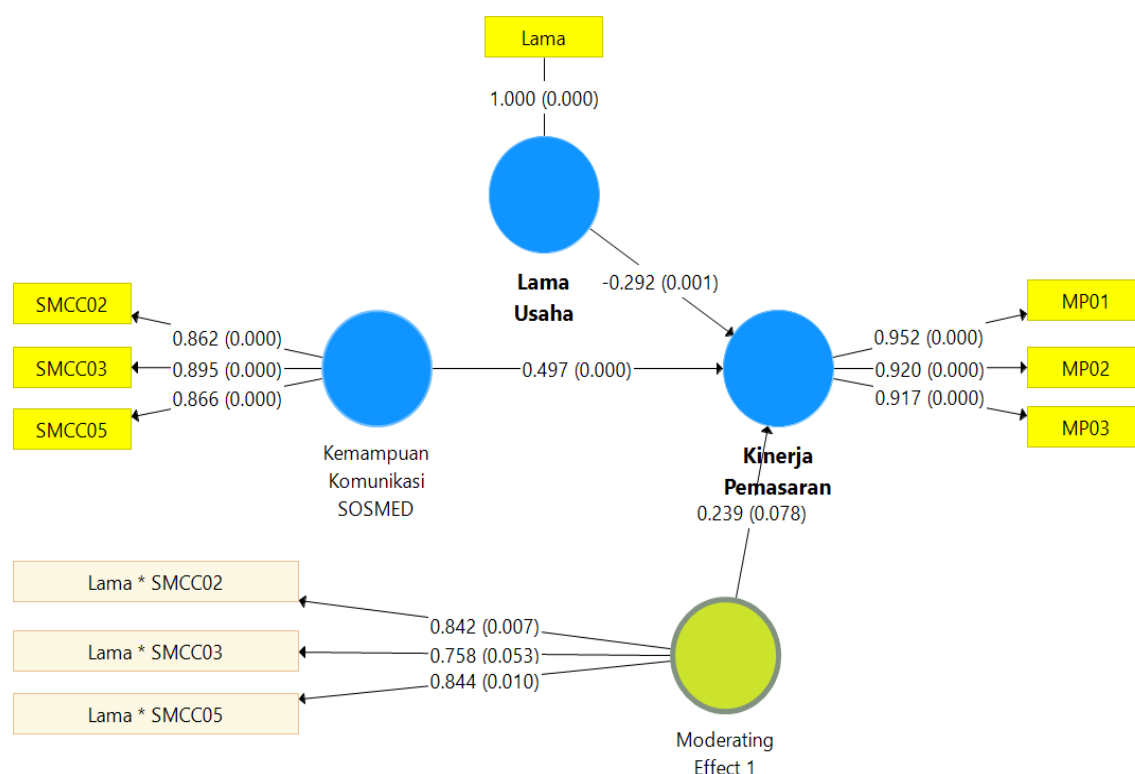 Lama
1.000 (0.000)
Lama
Usaha
-0.292 (0.001)
SMCC02
SMCC03
SMCC05
0.862 (0.000)
0.895 (0.000)
0.866 (0.000)
Kemampuan
Komunikasi
SOSMED
0.497 (0.000)
Kinerja
Pemasaran
0.952 (0.000)
0.920 (0.000)
0.917 (0.000)
MP01
MP02
MP03
0.239 (0.078)
Lama * SMCC02
Lama * SMCC03
Lama * SMCC05
0.842 (0.007)
0.758 (0.053)
0.844 (0.010)
Moderating
Effect 1